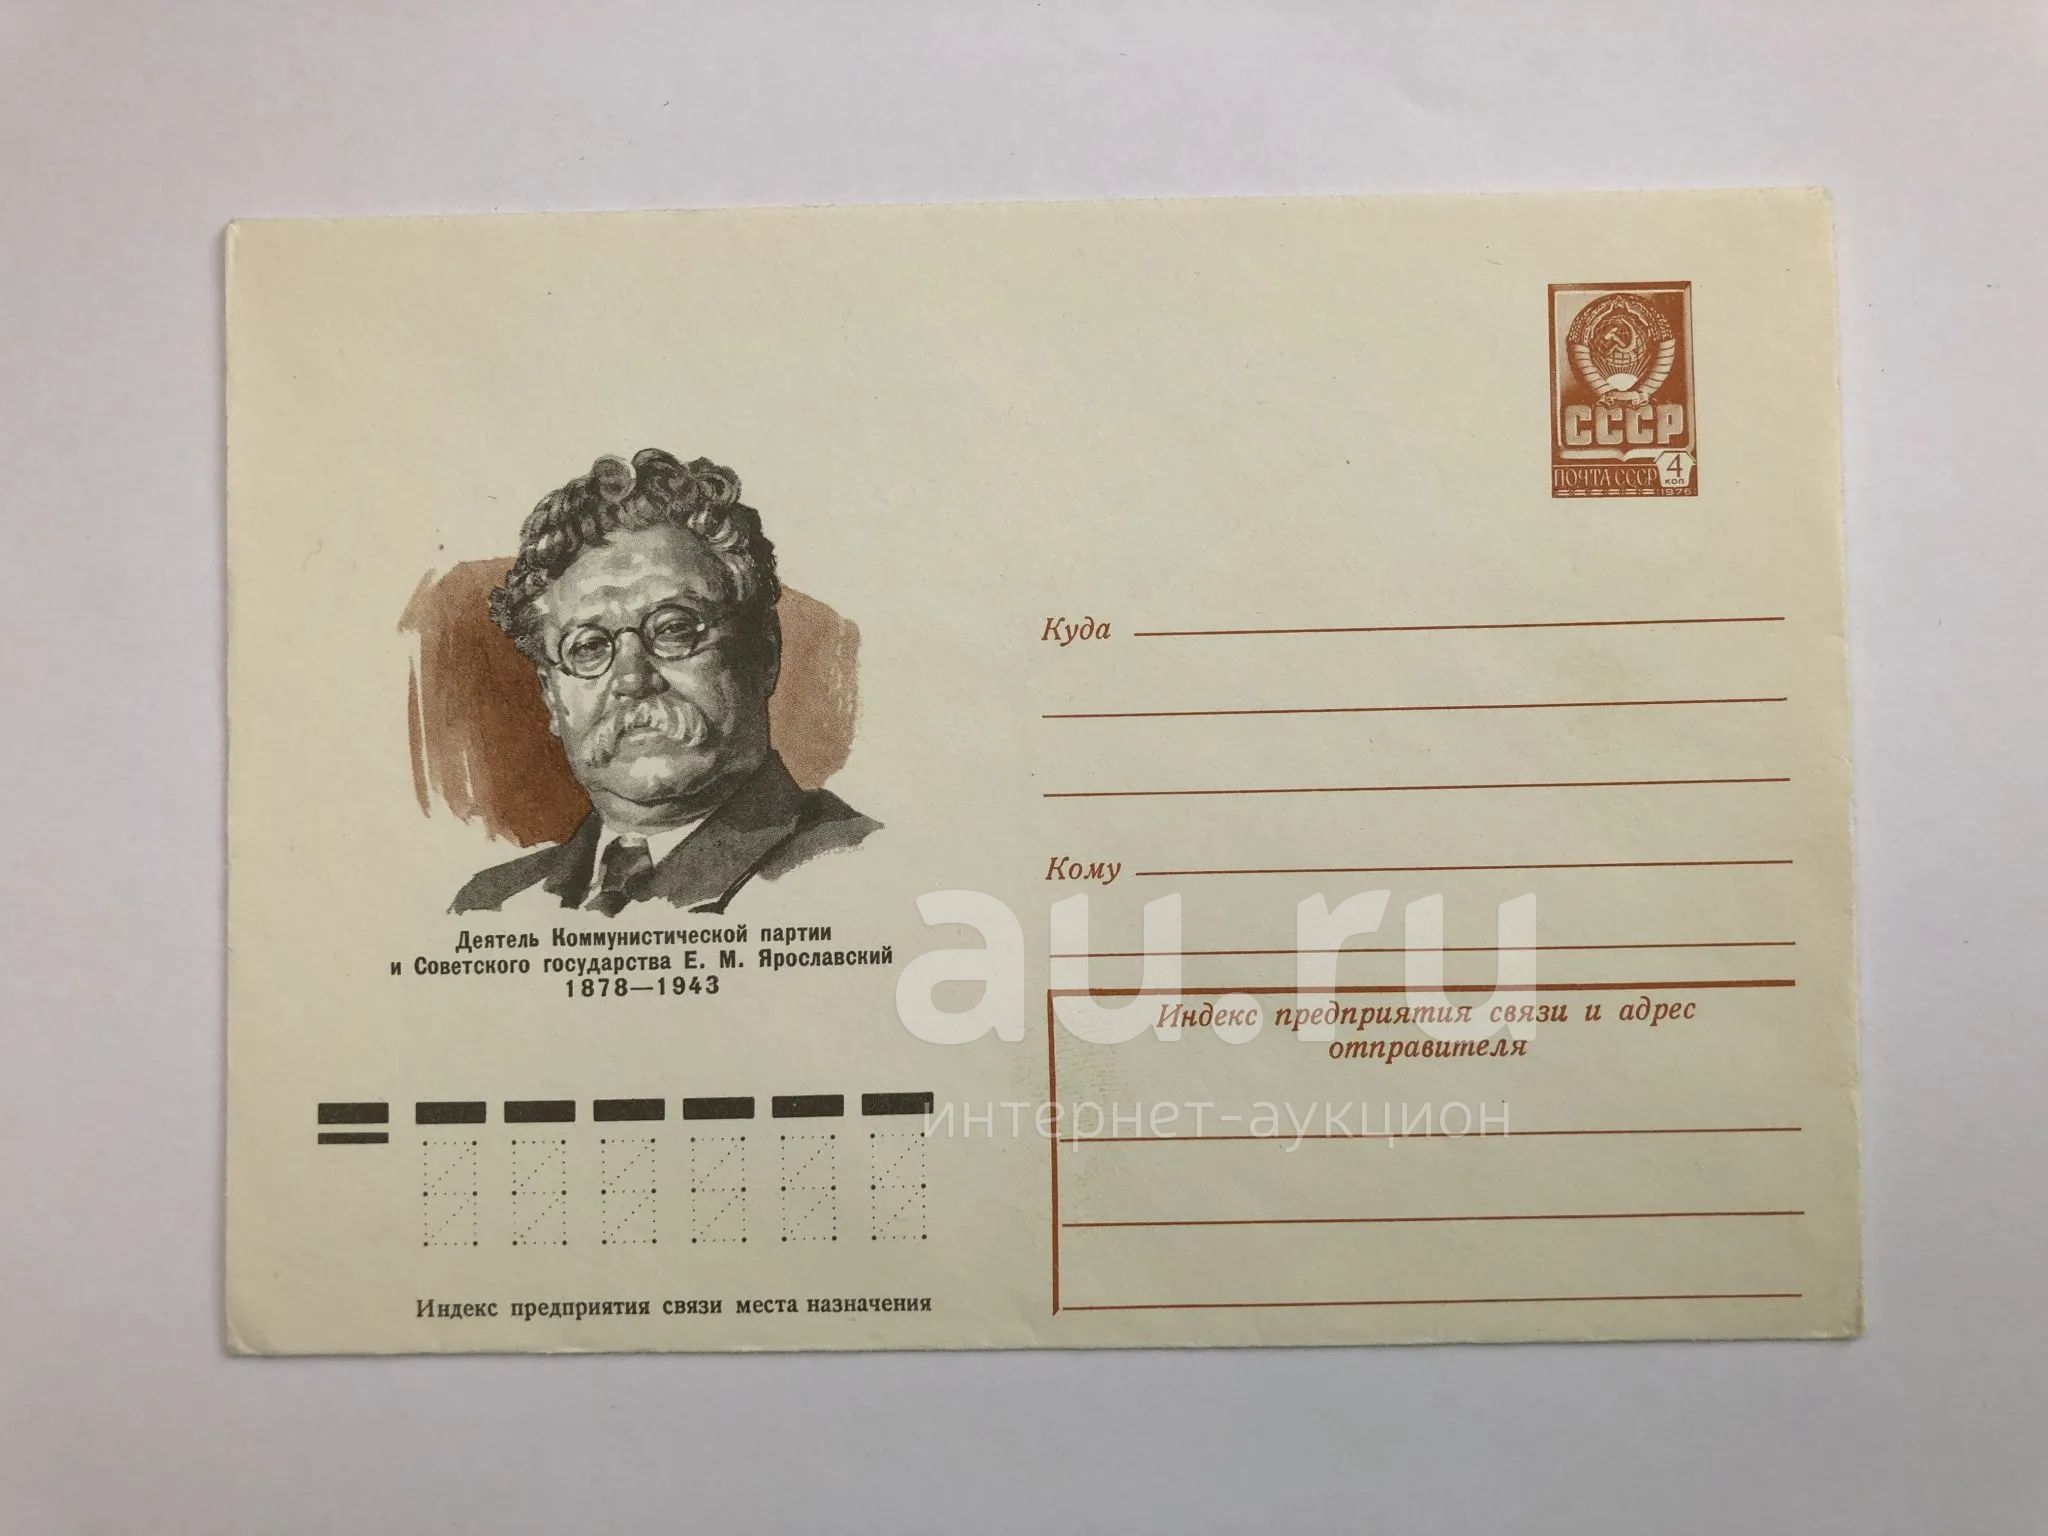 СССР
ПОЧТА СССР 4 коп
1976
Куда
Кому
Деятель Коммунистической партии
и Советского государства Е. М. Ярославский
1878—1943
au.ru
интернет-аукцион
Индекс предприятия связи и адрес
отправителя
Индекс предприятия связи места назначения